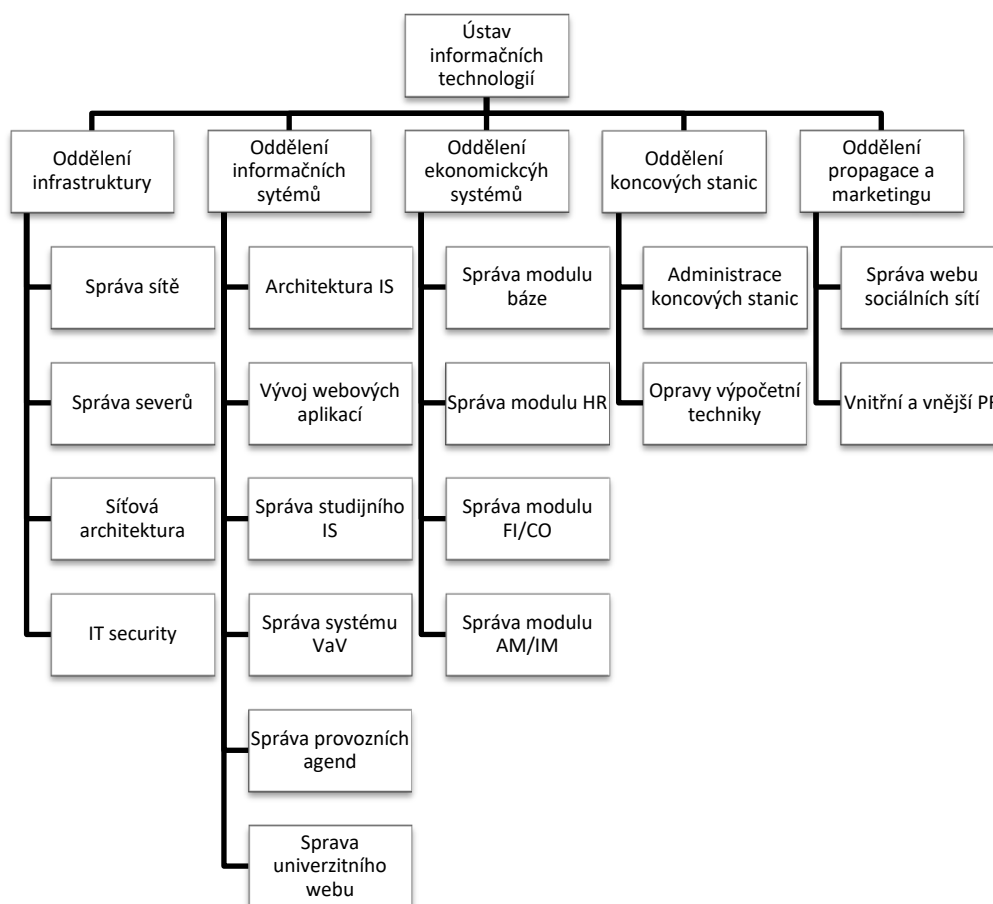 Ústav
informačních
technologií
Oddělení
infrastruktury
Správa sítě
Správa severů
Síťová
architektura
IT security
Oddělení
informačních
sytémů
Architektura IS
Vývoj webových
aplikací
Správa studijního
IS
Správa systému
VaV
Správa provozních
agend
Sprava
univerzitního
webu
Oddělení
ekonomickcýh
systémů
Správa modulu
báze
Správa modulu HR
Správa modulu
FI/CO
Správa modulu
AM/IM
Oddělení
koncových stanic
Administrace
koncových stanic
Opravy výpočetní
techniky
Oddělení
propagace a
marketingu
Správa webu
sociálních sítí
Vnitřní a vnější PR